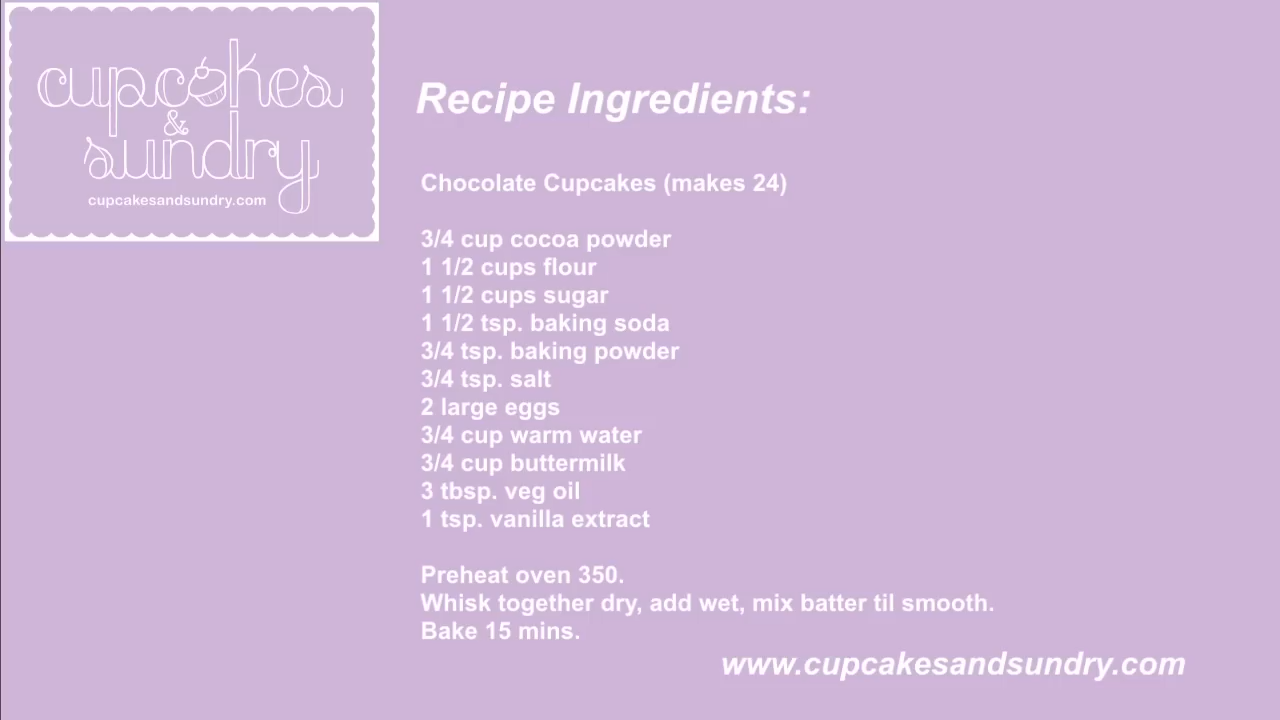 cupcakes
&
sundry
cupcakesandsundry.com
Recipe Ingredients:
Chocolate Cupcakes (makes 24)
3/4 cup cocoa powder
1 1/2 cups flour
1 1/2 cups sugar
1 1/2 tsp. baking soda
3/4 tsp. baking powder
3/4 tsp. salt
2 large eggs
3/4 cup warm water
3/4 cup buttermilk
3 tbsp. veg oil
1 tsp. vanilla extract
Preheat oven 350.
Whisk together dry, add wet, mix batter til smooth.
Bake 15 mins.
www.cupcakesandsundry.com